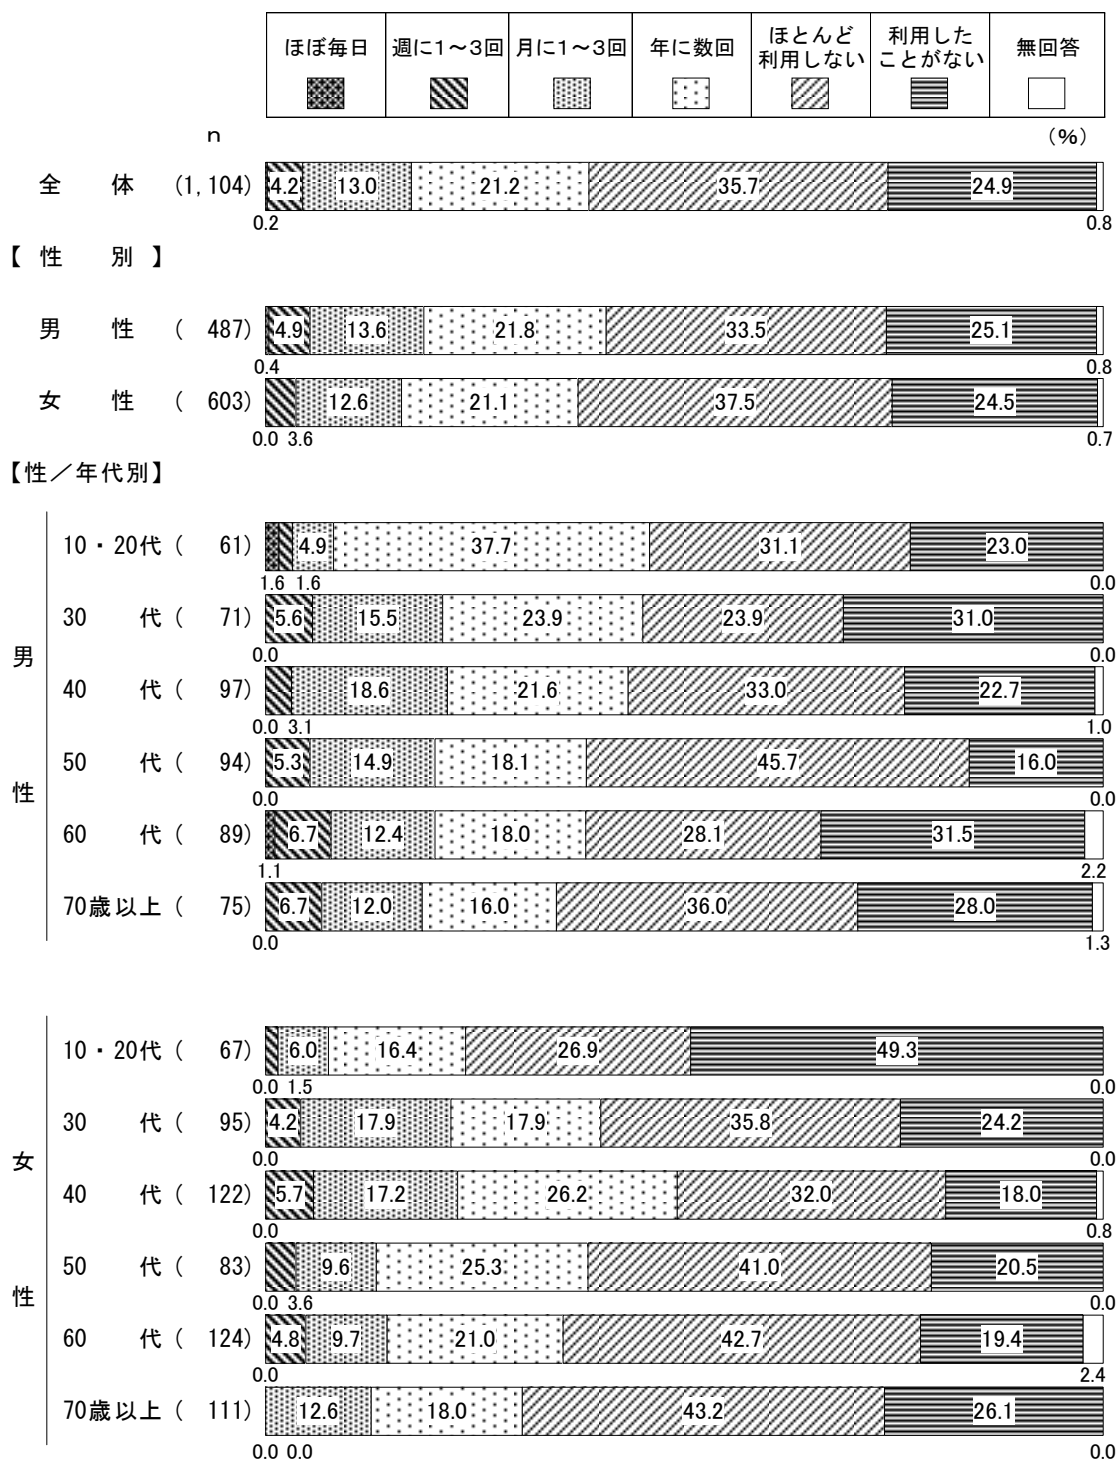 ほぼ毎日 週に1～3回 月に1～3回 年に数回 ほとんど利用しない 利用したことがない 無回答
n (%)
全 体 (1,104) 4.2 13.0 21.2 35.7 24.9
0.2 0.8
【 性 別 】
男 性 ( 487) 4.9 13.6 21.8 33.5 25.1
0.4 0.8
女 性 ( 603) 12.6 21.1 37.5 24.5
0.0 3.6 0.7
【性／年代別】
男性
10・20代 ( 61) 4.9 37.7 31.1 23.0
1.6 1.6 0.0
30 代 ( 71) 5.6 15.5 23.9 23.9 31.0
0.0 0.0
40 代 ( 97) 18.6 21.6 33.0 22.7
0.0 3.1 1.0
50 代 ( 94) 5.3 14.9 18.1 45.7 16.0
0.0 0.0
60 代 ( 89) 6.7 12.4 18.0 28.1 31.5
1.1 2.2
70歳以上 ( 75) 6.7 12.0 16.0 36.0 28.0
0.0 1.3
女性
10・20代 ( 67) 6.0 16.4 26.9 49.3
0.0 1.5 0.0
30 代 ( 95) 4.2 17.9 17.9 35.8 24.2
0.0 0.0
40 代 ( 122) 5.7 17.2 26.2 32.0 18.0
0.0 0.8
50 代 ( 83) 9.6 25.3 41.0 20.5
0.0 3.6 0.0
60 代 ( 124) 4.8 9.7 21.0 42.7 19.4
0.0 2.4
70歳以上 ( 111) 12.6 18.0 43.2 26.1
0.0 0.0 0.0